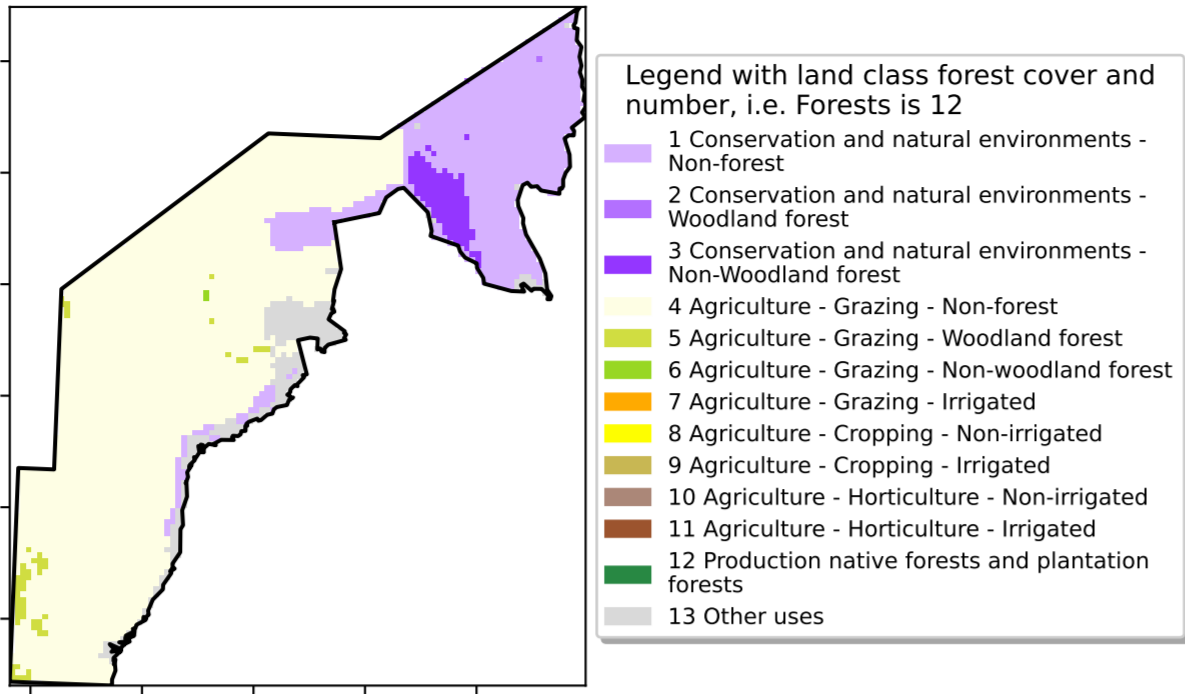 Legend with land class forest cover and
number, i.e. Forests is 12
1 Conservation and natural environments -
Non-forest
2 Conservation and natural environments -
Woodland forest
3 Conservation and natural environments -
Non-Woodland forest
4 Agriculture - Grazing - Non-forest
5 Agriculture - Grazing - Woodland forest
6 Agriculture - Grazing - Non-woodland forest
7 Agriculture - Grazing - Irrigated
8 Agriculture - Cropping - Non-irrigated
9 Agriculture - Cropping - Irrigated
10 Agriculture - Horticulture - Non-irrigated
11 Agriculture - Horticulture - Irrigated
12 Production native forests and plantation
forests
13 Other uses